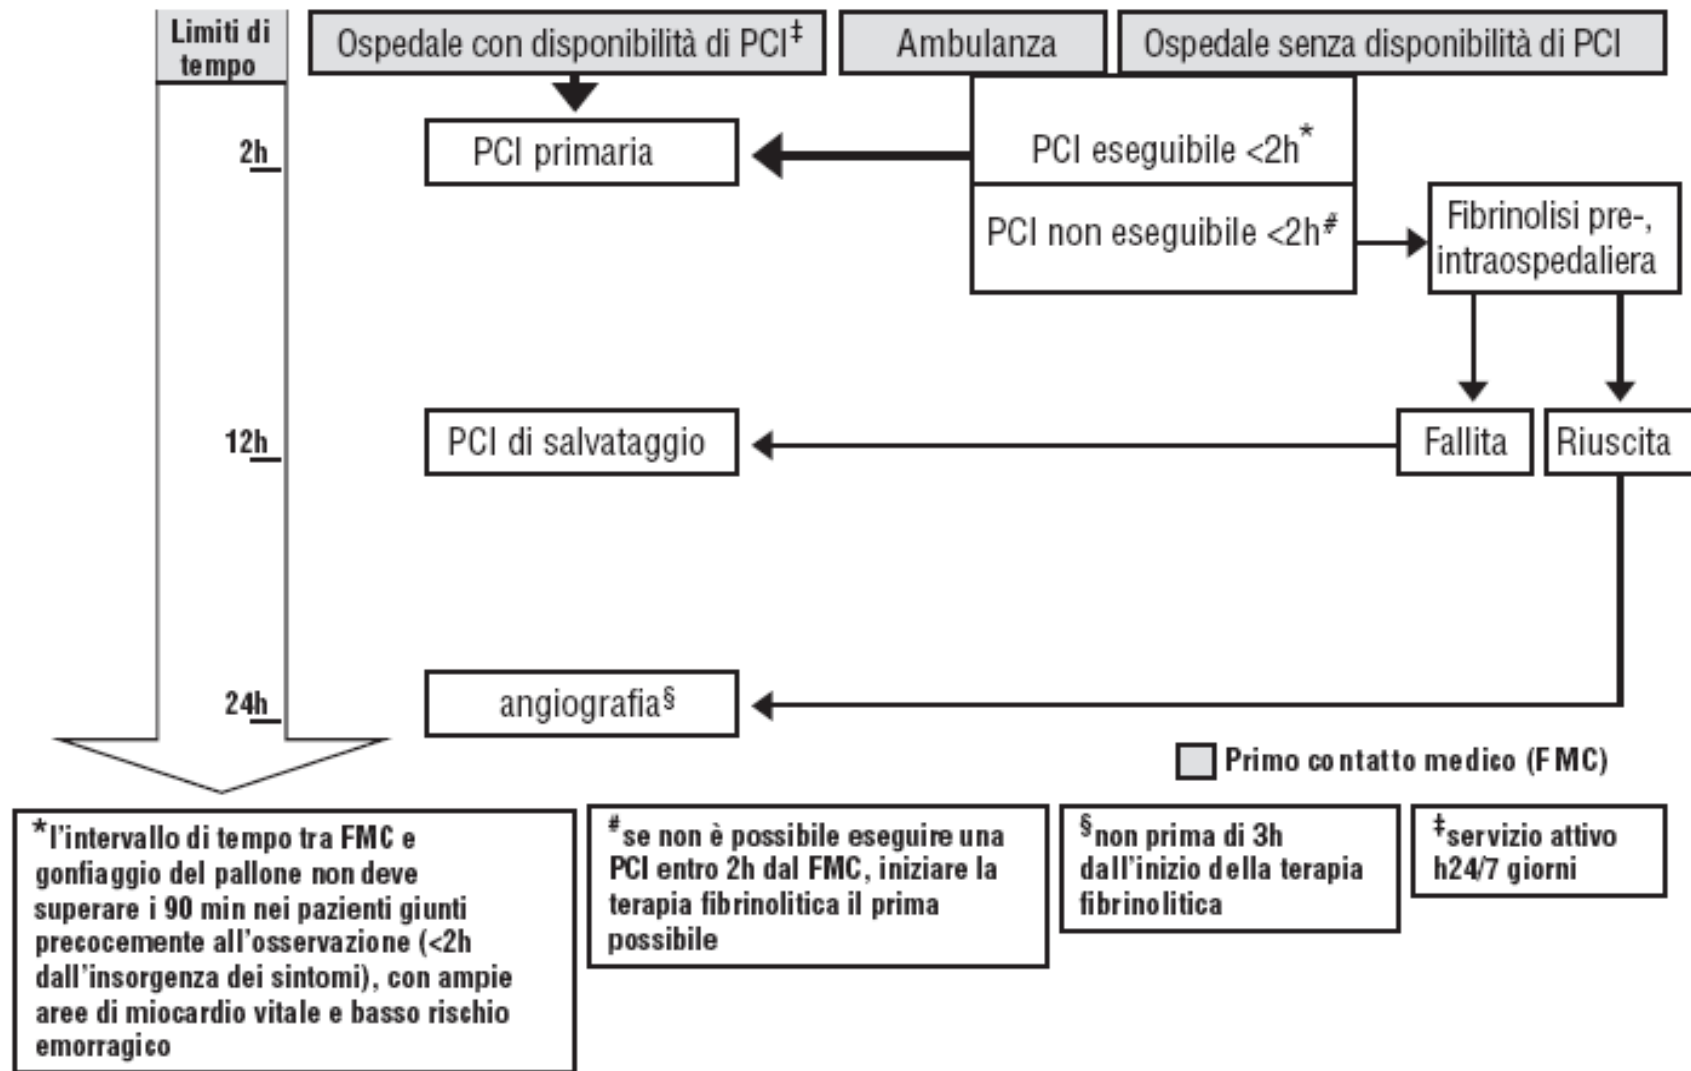 Limiti di
tempo
Ospedale con disponibilità di PCI‡
Ambulanza
Ospedale senza disponibilità di PCI
2h
PCI primaria
PCI eseguibile <2h*
PCI non eseguibile <2h#
Fibrinolisi pre-,
intraospedaliera
12h
PCI di salvataggio
Fallita
Riuscita
24h
angiografia§
Primo contatto medico (FMC)
*l'intervallo di tempo tra FMC e
gonfiaggio del pallone non deve
superare i 90 min nei pazienti giunti
precocemente all'osservazione (<2h
dall'insorgenza dei sintomi), con ampie
aree di miocardio vitale e basso rischio
emorragico
#se non è possibile eseguire una
PCI entro 2h dal FMC, iniziare la
terapia fibrinolitica il prima
possibile
§non prima di 3h
dall'inizio della terapia
fibrinolitica
‡servizio attivo
h24/7 giorni